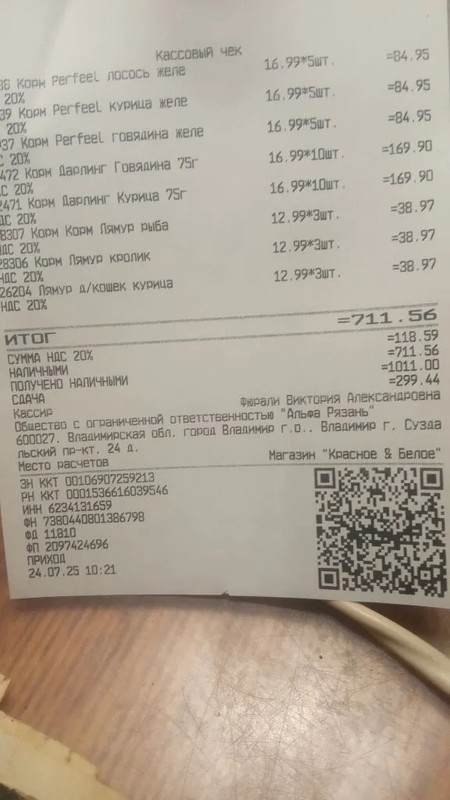 Кассовый чек
38 Корм Perfeel лосось желе 16.99*5шт. =84.95
20%
39 Корм Perfeel курица желе 16.99*5шт. =84.95
20%
937 Корм Perfeel говядина желе 16.99*5шт. =84.95
С 20%
472 Корм Дарлинг Говядина 75г 16.99*10шт. =169.90
ДС 20%
2471 Корм Дарлинг Курица 75г 16.99*10шт. =169.90
НДС 20%
8307 Корм Корм Лямур рыба 12.99*3шт. =38.97
НДС 20%
28306 Корм Лямур кролик 12.99*3шт. =38.97
НДС 20%
26204 Лямур д/кошек курица 12.99*3шт. =38.97
НДС 20%
ИТОГ =711.56
СУММА НДС 20% =118.59
НАЛИЧНЫМИ =711.56
ПОЛУЧЕНО НАЛИЧНЫМИ =1011.00
СДАЧА =299.44
Кассир Фюрали Виктория Александровна
Общество с ограниченной ответственностью "Альфа Рязань"
600027. Владимирская обл. город Владимир г.о.. Владимир г. Сузда
льский пр-кт. 24 д.
Место расчетов Магазин "Красное & Белое"
ЗН ККТ 00106907259213
РН ККТ 0001536616039546
ИНН 6234131659
ФН 7380440801386798
ФД 11810
ФП 2097424696
ПРИХОД
24.07.25 10:21